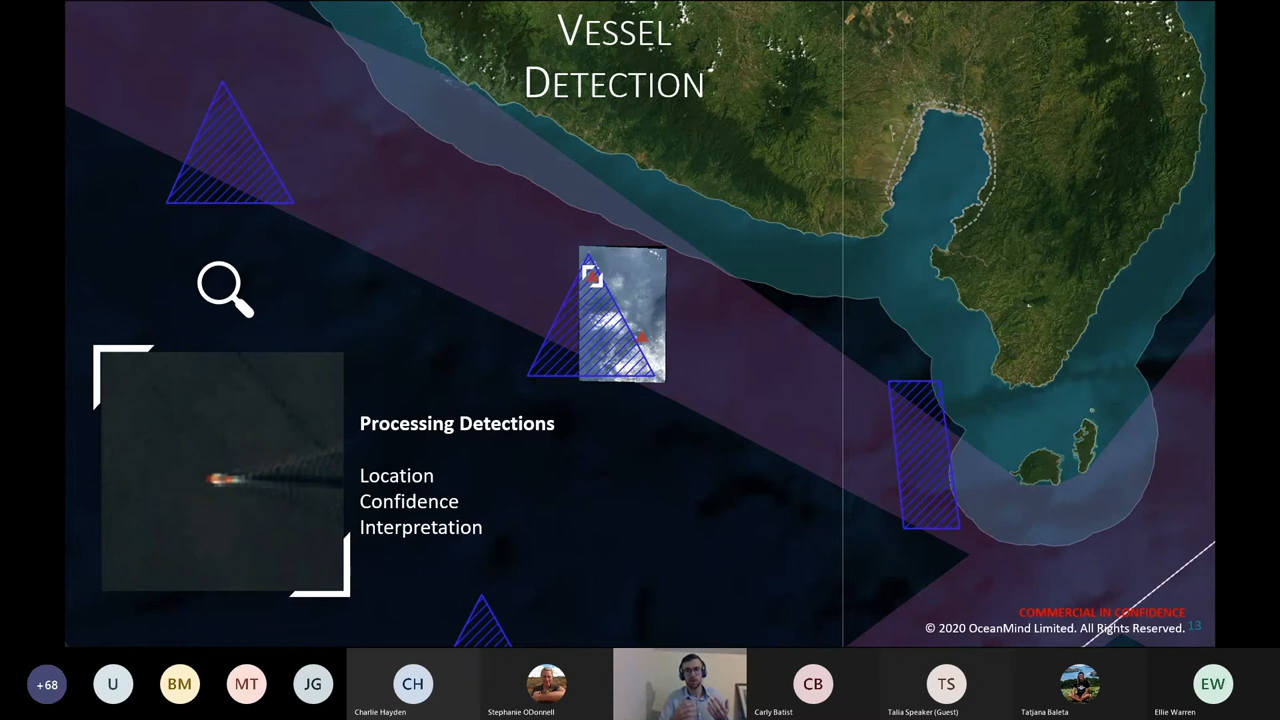 VESSEL
DETECTION
Processing Detections
Location
Confidence
Interpretation
COMMERCIAL IN CONFIDENCE
© 2020 OceanMind Limited. All Rights Reserved. 13
+68
U
BM
MT
JG
CH
CB
TS
EW
Charlie Hayden
Stephanie ODonnell
Carly Batist
Talia Speaker (Guest)
Tatjana Baleta
Ellie Warren